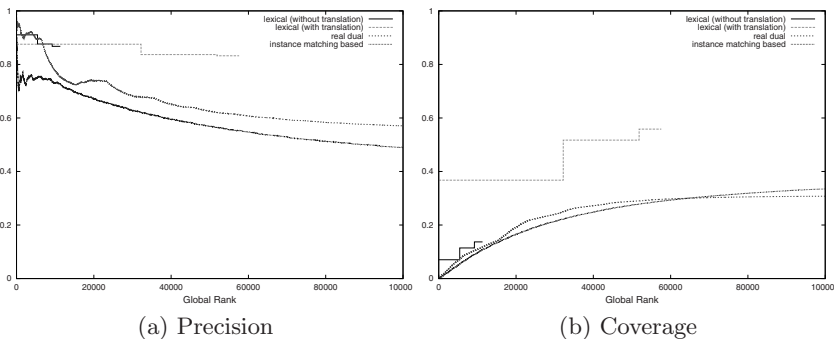 lexical (without translation)
lexical (with translation)
real dual
instance matching based
1
0.8
0.6
0.4
0.2
0
0 20000 40000 60000 80000 10000
Global Rank
(a) Precision
lexical (without translation)
lexical (with translation)
real dual
instance matching based
1
0.8
0.6
0.4
0.2
0
0 20000 40000 60000 80000 10000
Global Rank
(b) Coverage